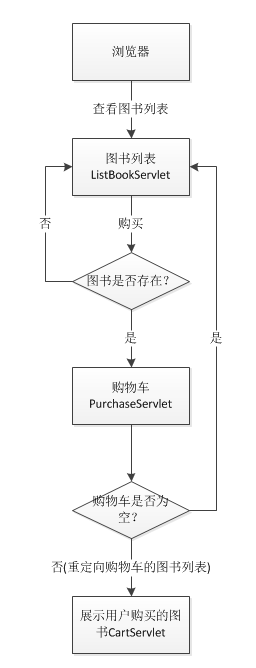 浏览器
查看图书列表
图书列表
ListBookServlet
否
购买
图书是否存在？
是
是
购物车
PurchaseServlet
购物车是否为
空？
否(重定向购物车的图书列表)
展示用户购买的图
书CartServlet